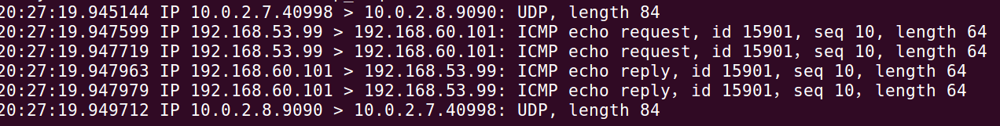 20:27:19.945144 IP 10.0.2.7.40998 > 10.0.2.8.9090: UDP, length 84
20:27:19.947599 IP 192.168.53.99 > 192.168.60.101: ICMP echo request, id 15901, seq 10, length 64
20:27:19.947719 IP 192.168.53.99 > 192.168.60.101: ICMP echo request, id 15901, seq 10, length 64
20:27:19.947963 IP 192.168.60.101 > 192.168.53.99: ICMP echo reply, id 15901, seq 10, length 64
20:27:19.947979 IP 192.168.60.101 > 192.168.53.99: ICMP echo reply, id 15901, seq 10, length 64
20:27:19.949712 IP 10.0.2.8.9090 > 10.0.2.7.40998: UDP, length 84